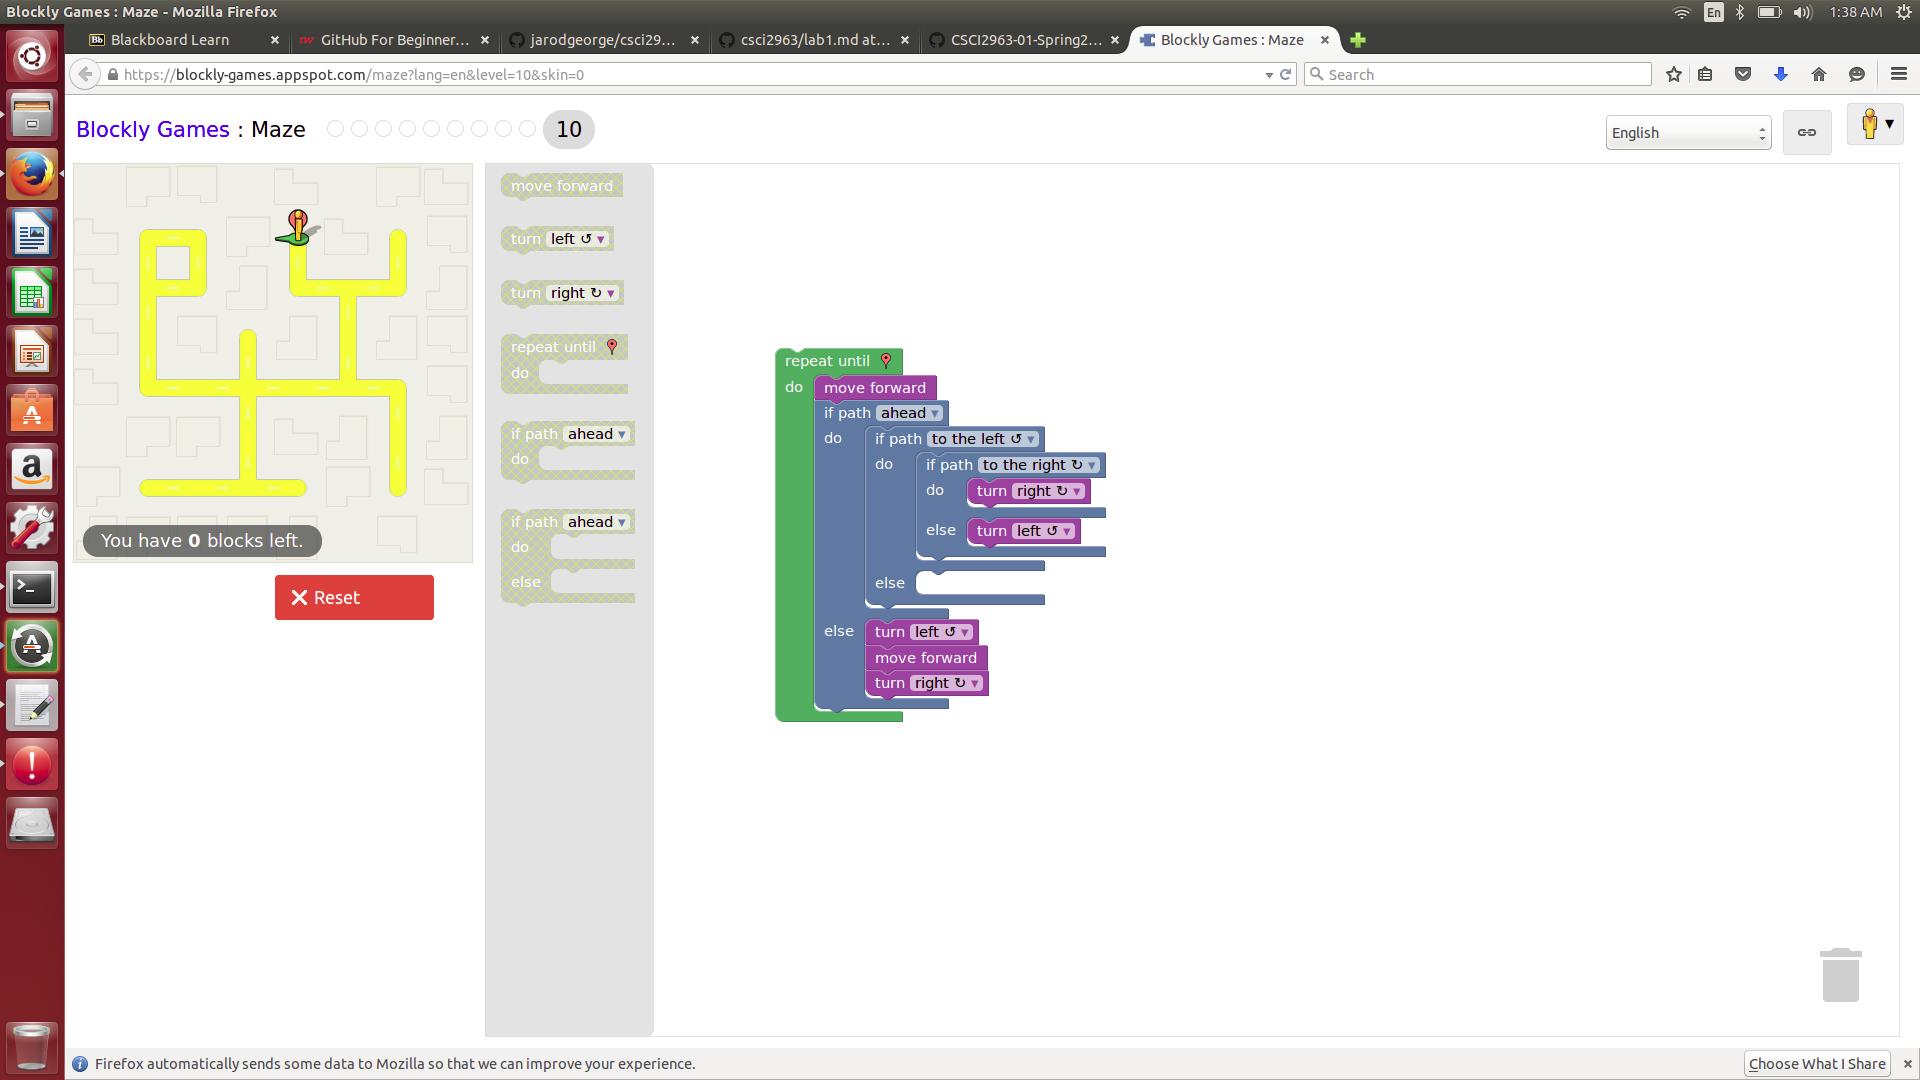 Blockly Games : Maze - Mozilla Firefox
En
1:38 AM
Bb Blackboard Learn
rw GitHub For Beginner...
jarodgeorge/csci29...
csci2963/lab1.md at...
CSCI2963-01-Spring2...
Blockly Games : Maze
https://blockly-games.appspot.com/maze?lang=en&level=10&skin=0
Search
Blockly Games : Maze
10
English
You have 0 blocks left.
Reset
move forward
turn left ↺ ▾
turn right ↻ ▾
repeat until
do
if path ahead ▾
do
if path ahead ▾
do
else
repeat until
do move forward
if path ahead ▾
do if path to the left ↺ ▾
do if path to the right ↻ ▾
do turn right ↻ ▾
else turn left ↺ ▾
else
else turn left ↺ ▾
move forward
turn right ↻ ▾
Firefox automatically sends some data to Mozilla so that we can improve your experience.
Choose What I Share